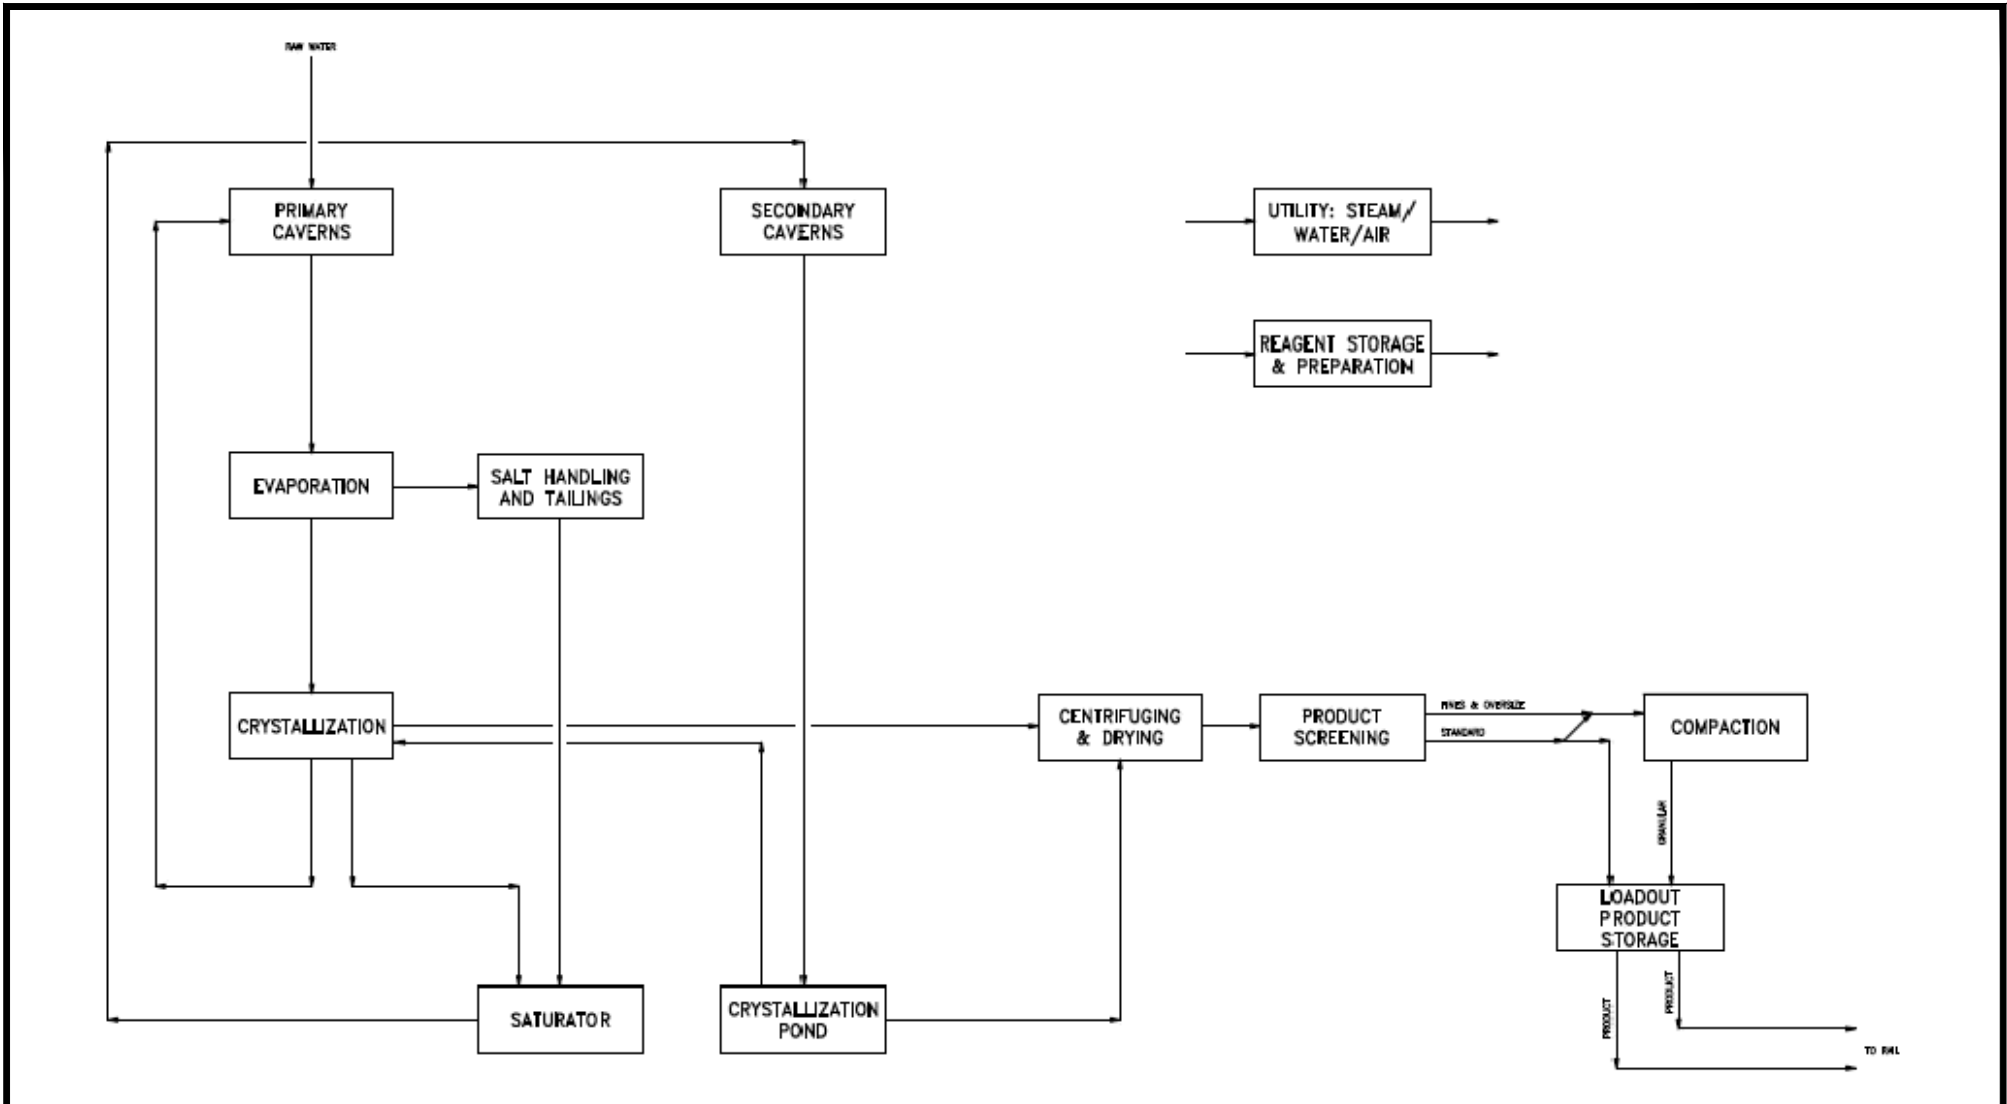 RAW WATER
PRIMARY
CAVERNS
SECONDARY
CAVERNS
UTILITY: STEAM/
WATER/AIR
REAGENT STORAGE
& PREPARATION
EVAPORATION
SALT HANDLING
AND TAILINGS
CRYSTALLIZATION
CENTRIFUGING
& DRYING
PRODUCT
SCREENING
FINES & OVERSIZE
STANDARD
COMPACTION
GRANULAR
LOADOUT
PRODUCT
STORAGE
SATURATOR
CRYSTALLIZATION
POND
PRODUCT
PRODUCT
TO RAIL